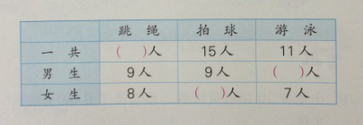 跳 绳 拍 球 游 泳
一 共 ( )人 15人 11人
男 生 9人 9人 ( )人
女 生 8人 ( )人 7人